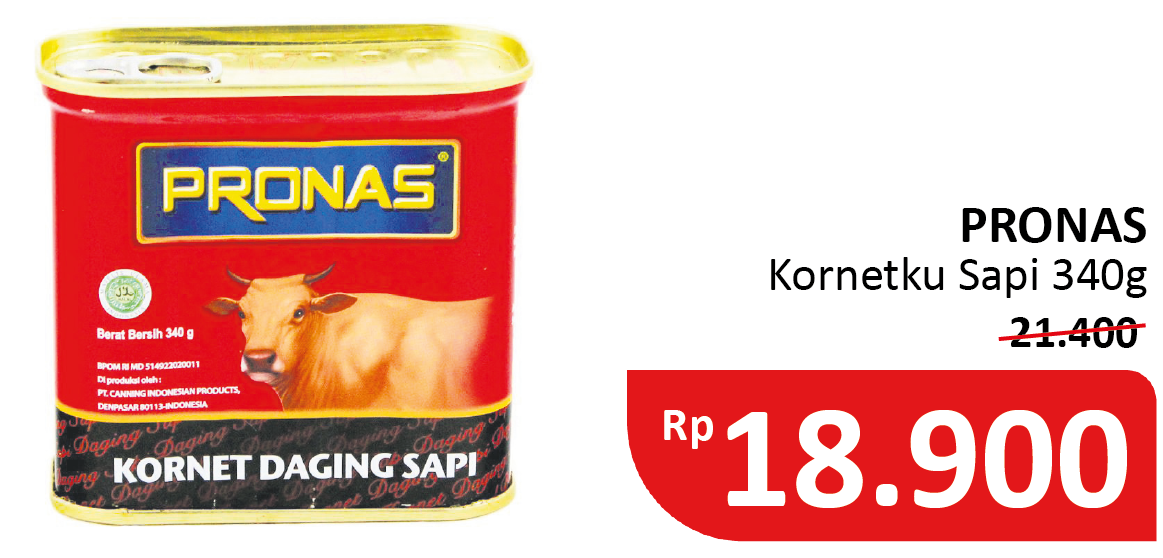 PRONAS®
Berat Bersih 340 g
BPOM RI MD 514922020011
Di produksi oleh :
PT. CANNING INDONESIAN PRODUCTS,
DENPASAR 80113-INDONESIA
KORNET DAGING SAPI
PRONAS
Kornetku Sapi 340g
21.400
Rp 18.900